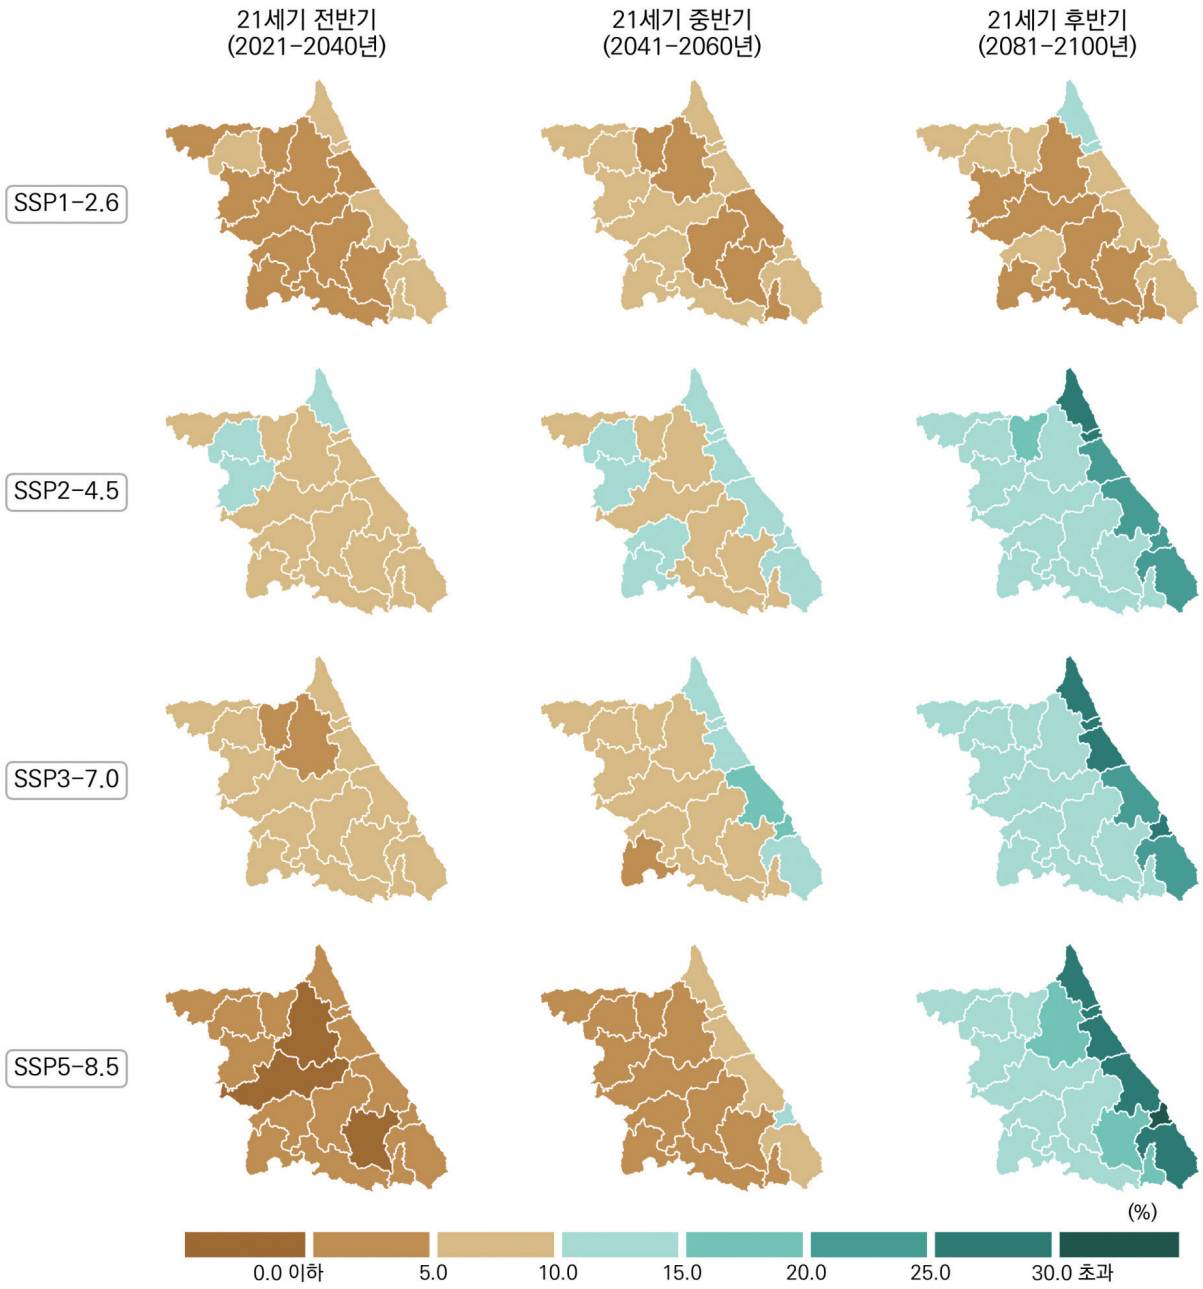 21세기 전반기
(2021-2040년)
21세기 중반기
(2041-2060년)
21세기 후반기
(2081-2100년)
SSP1-2.6
SSP2-4.5
SSP3-7.0
SSP5-8.5
(%)
0.0 이하 5.0 10.0 15.0 20.0 25.0 30.0 초과